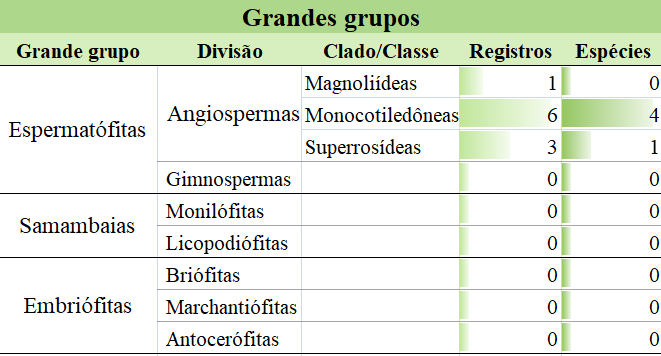 Grandes grupos
Grande grupo Divisão Clado/Classe Registros Espécies
Espermatófitas Angiospermas Magnoliídeas 1 0
Monocotiledôneas 6 4
Superrosídeas 3 1
Gimnospermas 0 0
Samambaias Monilófitas 0 0
Licopodiófitas 0 0
Embriófitas Briófitas 0 0
Marchantiófitas 0 0
Antocerófitas 0 0